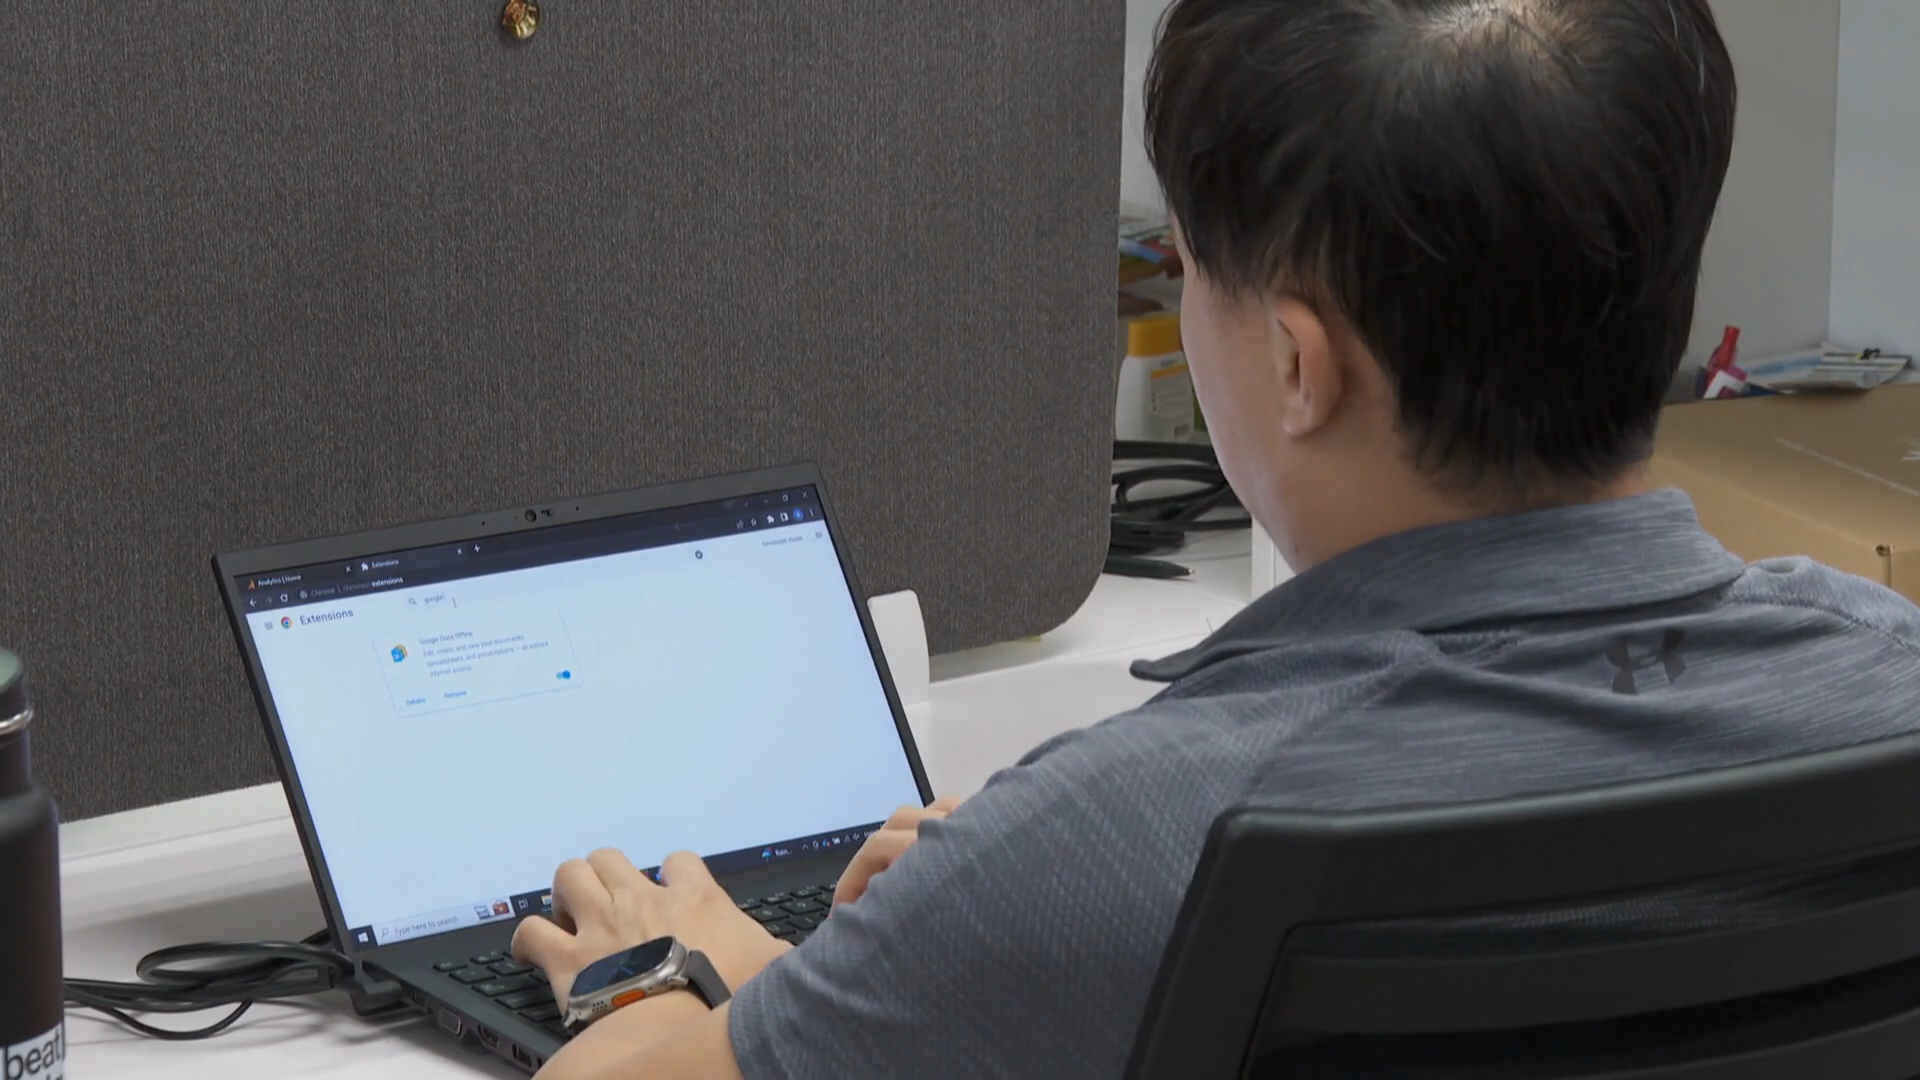 Analytics | Home
Extensions
Chrome | chrome://extensions
Extensions
google
Developer mode
Google Docs Offline
Edit, create, and view your documents,
spreadsheets, and presentations — all without
internet access.
Details
Remove
Type here to search
Rain...
beat